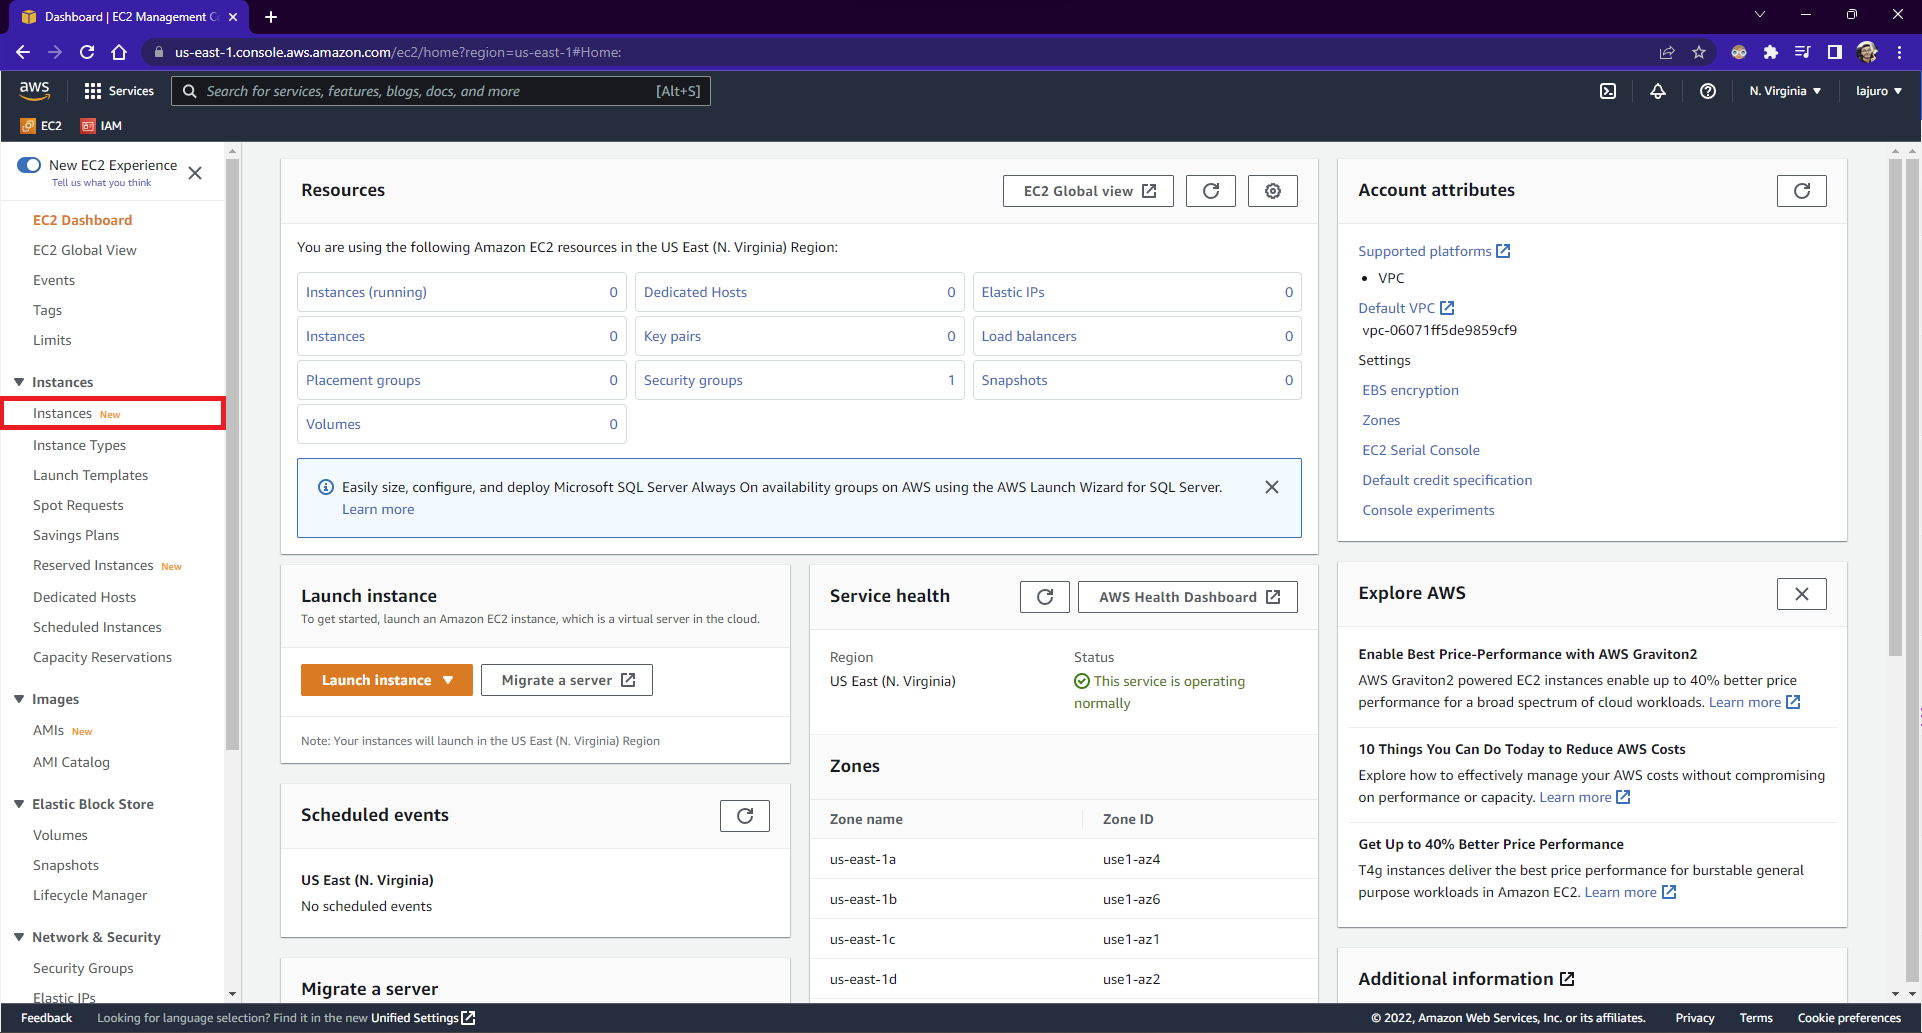 Dashboard | EC2 Management Co
us-east-1.console.aws.amazon.com/ec2/home?region=us-east-1#Home:
aws
Services
Search for services, features, blogs, docs, and more
[Alt+S]
N. Virginia
lajuro
EC2
IAM
New EC2 Experience
Tell us what you think
EC2 Dashboard
EC2 Global View
Events
Tags
Limits
Instances
Instances New
Instance Types
Launch Templates
Spot Requests
Savings Plans
Reserved Instances New
Dedicated Hosts
Scheduled Instances
Capacity Reservations
Images
AMIs New
AMI Catalog
Elastic Block Store
Volumes
Snapshots
Lifecycle Manager
Network & Security
Security Groups
Elastic IPs
Resources
EC2 Global view
You are using the following Amazon EC2 resources in the US East (N. Virginia) Region:
Instances (running) 0
Dedicated Hosts 0
Elastic IPs 0
Instances 0
Key pairs 0
Load balancers 0
Placement groups 0
Security groups 1
Snapshots 0
Volumes 0
Easily size, configure, and deploy Microsoft SQL Server Always On availability groups on AWS using the AWS Launch Wizard for SQL Server.
Learn more
Launch instance
To get started, launch an Amazon EC2 instance, which is a virtual server in the cloud.
Launch instance
Migrate a server
Note: Your instances will launch in the US East (N. Virginia) Region
Scheduled events
US East (N. Virginia)
No scheduled events
Migrate a server
Service health
AWS Health Dashboard
Region
US East (N. Virginia)
Status
This service is operating
normally
Zones
Zone name
Zone ID
us-east-1a use1-az4
us-east-1b use1-az6
us-east-1c use1-az1
us-east-1d use1-az2
Account attributes
Supported platforms
• VPC
Default VPC
vpc-06071ff5de9859cf9
Settings
EBS encryption
Zones
EC2 Serial Console
Default credit specification
Console experiments
Explore AWS
Enable Best Price-Performance with AWS Graviton2
AWS Graviton2 powered EC2 instances enable up to 40% better price
performance for a broad spectrum of cloud workloads. Learn more
10 Things You Can Do Today to Reduce AWS Costs
Explore how to effectively manage your AWS costs without compromising
on performance or capacity. Learn more
Get Up to 40% Better Price Performance
T4g instances deliver the best price performance for burstable general
purpose workloads in Amazon EC2. Learn more
Additional information
Feedback
Looking for language selection? Find it in the new Unified Settings
© 2022, Amazon Web Services, Inc. or its affiliates.
Privacy
Terms
Cookie preferences